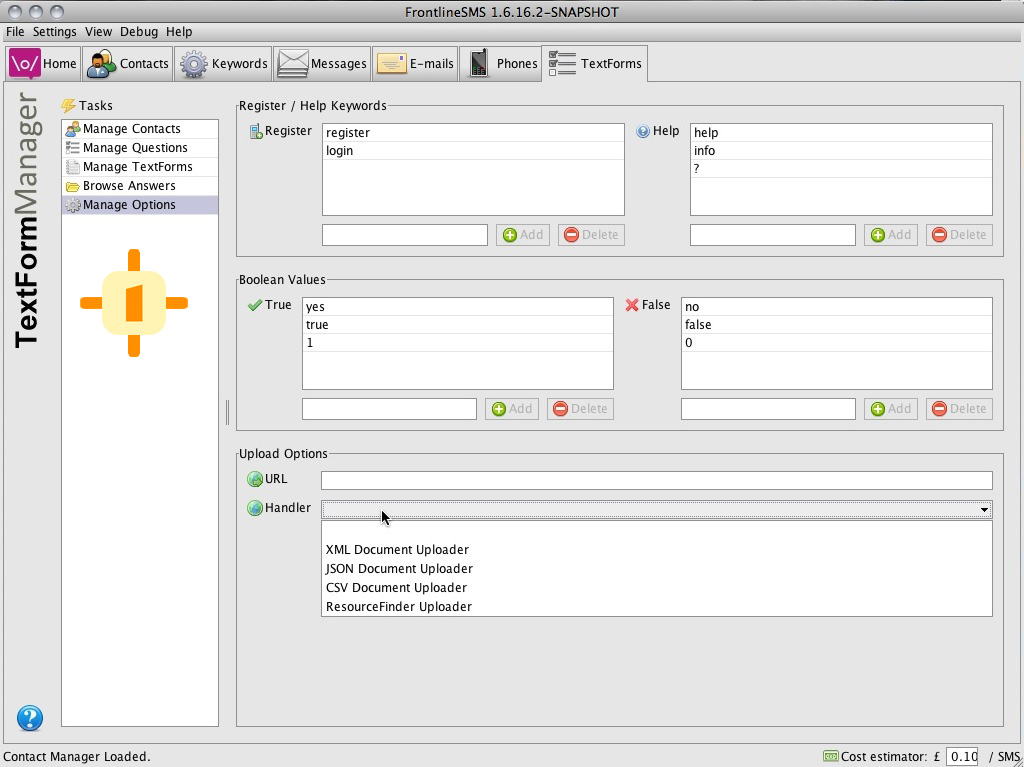 FrontlineSMS 1.6.16.2-SNAPSHOT
File Settings View Debug Help
\o/ Home Contacts Keywords Messages E-mails Phones TextForms
TextFormManager
Tasks
Manage Contacts
Manage Questions
Manage TextForms
Browse Answers
Manage Options
Register / Help Keywords
Register
register
login
Add Delete
Help
help
info
?
Add Delete
Boolean Values
True
yes
true
1
Add Delete
False
no
false
0
Add Delete
Upload Options
URL
Handler
XML Document Uploader
JSON Document Uploader
CSV Document Uploader
ResourceFinder Uploader
?
Contact Manager Loaded.
Cost estimator: £ 0.10 / SMS